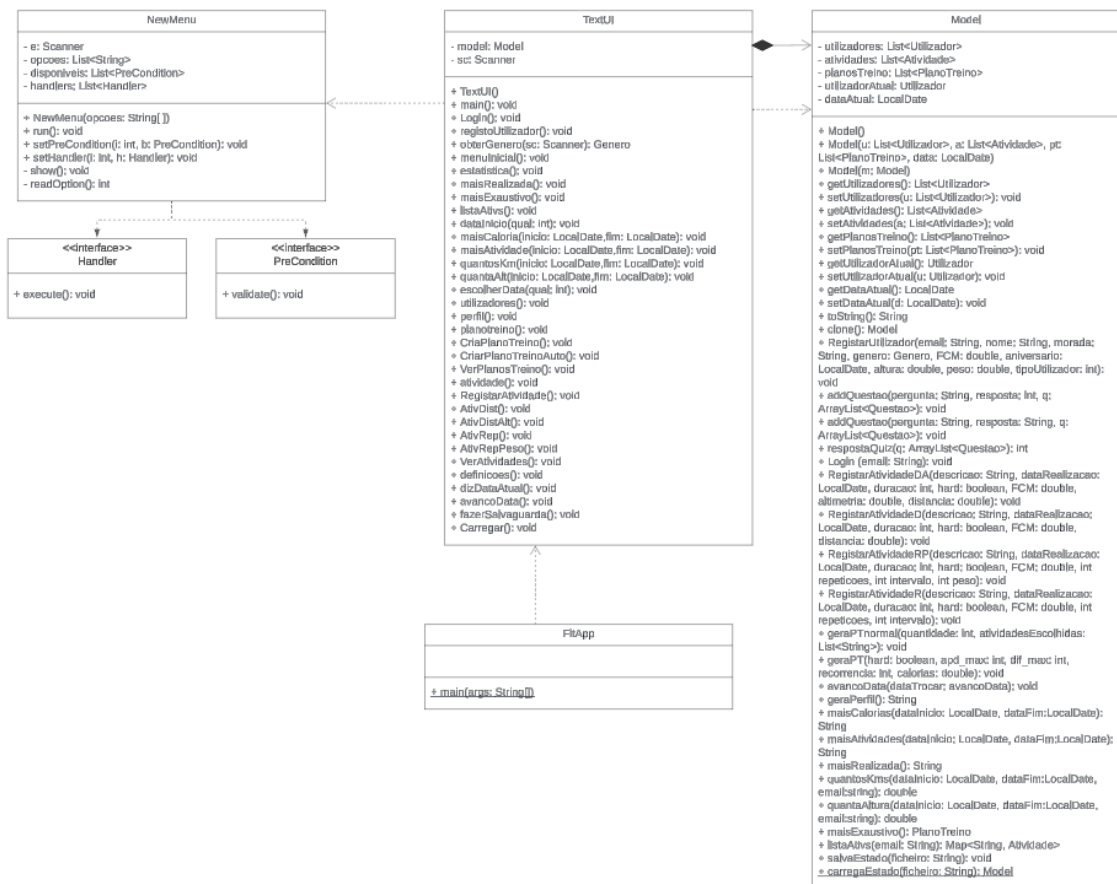 NewMenu
- e: Scanner
- opcoes: List<String>
- disponiveis: List<PreCondition>
- handlers: List<Handler>
+ NewMenu(opcoes: String[ ])
+ run(): void
+ setPreCondition(i: int, b: PreCondition): void
+ setHandler(i: int, h: Handler): void
- show(): void
- readOption(): int
<<interface>>
Handler
+ execute(): void
<<interface>>
PreCondition
+ validate(): void
TextUI
- model: Model
- sc: Scanner
+ TextUI()
+ main(): void
+ Login(): void
+ registoUtilizador(): void
+ obterGenero(sc: Scanner): Genero
+ menuInicial(): void
+ estatistica(): void
+ maisRealizada(): void
+ maisExaustivo(): void
+ listaAtivs(): void
+ dataInicio(qual: int): void
+ maisCaloria(inicio: LocalDate,fim: LocalDate): void
+ maisAtividade(inicio: LocalDate,fim: LocalDate): void
+ quantosKm(inicio: LocalDate,fim: LocalDate): void
+ quantaAlt(inicio: LocalDate,fim: LocalDate): void
+ escolherData(qual: int): void
+ utilizadores(): void
+ perfil(): void
+ planotreino(): void
+ CriaPlanoTreino(): void
+ CriarPlanoTreinoAuto(): void
+ VerPlanosTreino(): void
+ atividade(): void
+ RegistarAtividade(): void
+ AtivDist(): void
+ AtivDistAlt(): void
+ AtivRep(): void
+ AtivRepPeso(): void
+ VerAtividades(): void
+ definicoes(): void
+ dizDataAtual(): void
+ avancoData(): void
+ fazerSalvaguarda(): void
+ Carregar(): void
FitApp
+ main(args: String[])
Model
- utilizadores: List<Utilizador>
- atividades: List<Atividade>
- planosTreino: List<PlanoTreino>
- utilizadorAtual: Utilizador
- dataAtual: LocalDate
+ Model()
+ Model(u: List<Utilizador>, a: List<Atividade>, pt:
List<PlanoTreino>, data: LocalDate)
+ Model(m: Model)
+ getUtilizadores(): List<Utilizador>
+ setUtilizadores(u: List<Utilizador>): void
+ getAtividades(): List<Atividade>
+ setAtividades(a: List<Atividade>): void
+ getPlanosTreino(): List<PlanoTreino>
+ setPlanosTreino(pt: List<PlanoTreino>): void
+ getUtilizadorAtual(): Utilizador
+ setUtilizadorAtual(u: Utilizador): void
+ getDataAtual(): LocalDate
+ setDataAtual(d: LocalDate): void
+ toString(): String
+ clone(): Model
+ RegistarUtilizador(email: String, nome: String, morada:
String, genero: Genero, FCM: double, aniversario:
LocalDate, altura: double, peso: double, tipoUtilizador: int):
void
+ addQuestao(pergunta: String, resposta: int, q:
ArrayList<Questao>): void
+ addQuestao(pergunta: String, resposta: String, q:
ArrayList<Questao>): void
+ respostaQuiz(q: ArrayList<Questao>): int
+ Login (email: String): void
+ RegistarAtividadeDA(descricao: String, dataRealizacao:
LocalDate, duracao: int, hard: boolean, FCM: double,
altimetria: double, distancia: double): void
+ RegistarAtividadeD(descricao: String, dataRealizacao:
LocalDate, duracao: int, hard: boolean, FCM: double,
distancia: double): void
+ RegistarAtividadeRP(descricao: String, dataRealizacao:
LocalDate, duracao: int, hard: boolean, FCM: double, int
repeticoes, int intervalo, int peso): void
+ RegistarAtividadeR(descricao: String, dataRealizacao:
LocalDate, duracao: int, hard: boolean, FCM: double, int
repeticoes, int intervalo): void
+ geraPTnormal(quantidade: int, atividadesEscolhidas:
List<String>): void
+ geraPT(hard: boolean, apd_max: int, dif_max: int,
recorrencia: int, calorias: double): void
+ avancoData(dataTrocar: avancoData): void
+ geraPerfil(): String
+ maisCalorias(dataInicio: LocalDate, dataFim:LocalDate):
String
+ maisAtividades(dataInicio: LocalDate, dataFim:LocalDate):
String
+ maisRealizada(): String
+ quantosKms(dataInicio: LocalDate, dataFim:LocalDate,
email:string): double
+ quantaAltura(dataInicio: LocalDate, dataFim:LocalDate,
email:string): double
+ maisExaustivo(): PlanoTreino
+ listaAtivs(email: String): Map<String, Atividade>
+ salvaEstado(ficheiro: String): void
+ carregaEstado(ficheiro: String): Model